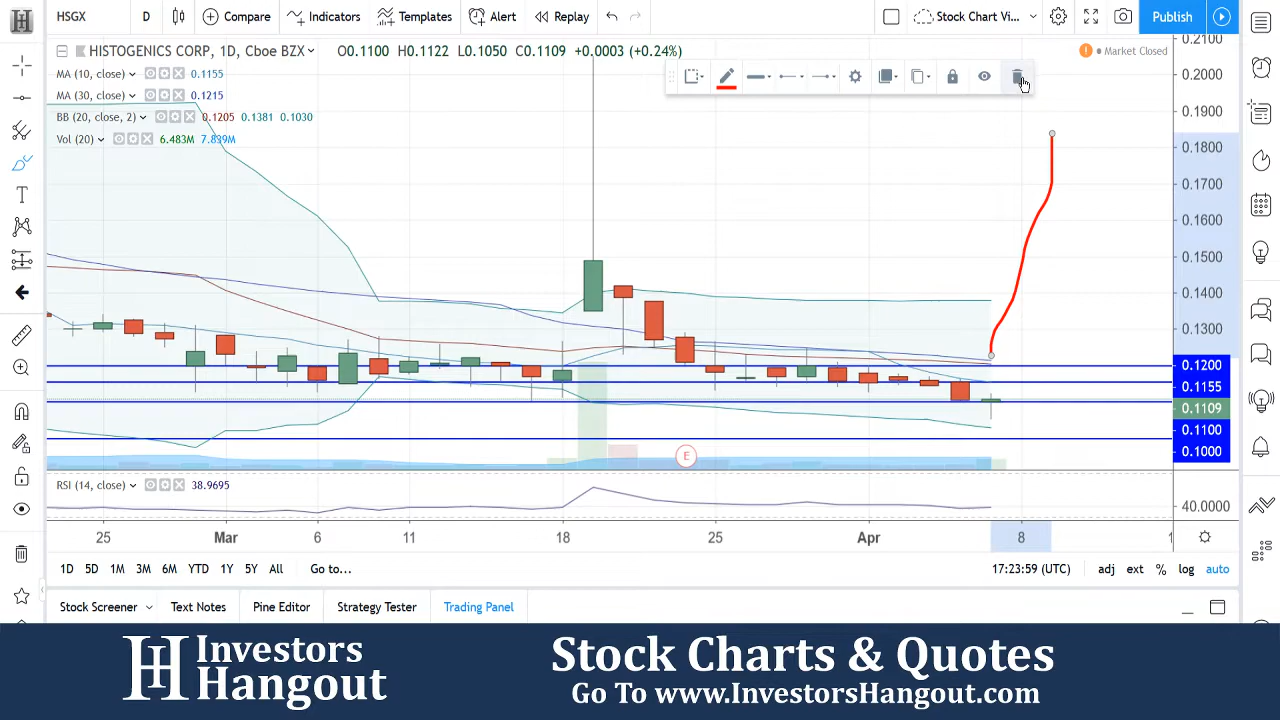 HSGX D Compare Indicators Templates Alert Replay Stock Chart Vi... Publish
HISTOGENICS CORP, 1D, Cboe BZX O0.1100 H0.1122 L0.1050 C0.1109 +0.0003 (+0.24%) Market Closed
MA (10, close) 0.1155
MA (30, close) 0.1215
BB (20, close, 2) 0.1205 0.1381 0.1030
Vol (20) 6.483M 7.839M
0.2100
0.2000
0.1900
0.1800
0.1700
0.1600
0.1500
0.1400
0.1300
0.1200
0.1155
0.1109
0.1100
0.1000
E
RSI (14, close) 38.9695
40.0000
25 Mar 6 11 18 25 Apr 8 1
1D 5D 1M 3M 6M YTD 1Y 5Y All Go to... 17:23:59 (UTC) adj ext % log auto
Stock Screener Text Notes Pine Editor Strategy Tester Trading Panel
IH Investors Hangout
Stock Charts & Quotes
Go To www.InvestorsHangout.com